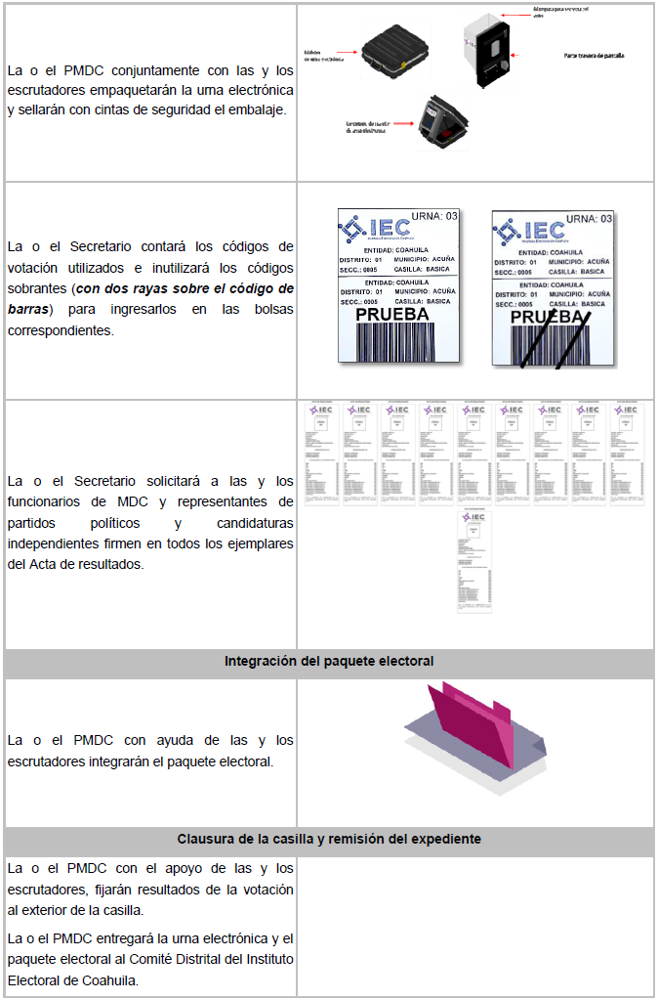 La o el PMDC conjuntamente con las y los
escrutadores empaquetarán la urna electrónica
y sellarán con cintas de seguridad el embalaje.
IEC
Parte trasera de pantalla
La o el Secretario contará los códigos de
votación utilizados e inutilizará los códigos
sobrantes (con dos rayas sobre el código de
barras) para ingresarlos en las bolsas
correspondientes.
URNA: 03
IEC
Instituto Electoral de Coahuila
ENTIDAD: COAHUILA
DISTRITO: 01 MUNICIPIO: ACUÑA
SECC.: 0005 CASILLA: BASICA
ENTIDAD: COAHUILA
DISTRITO: 01 MUNICIPIO: ACUÑA
SECC.: 0005 CASILLA: BASICA
PRUEBA
URNA: 03
IEC
Instituto Electoral de Coahuila
ENTIDAD: COAHUILA
DISTRITO: 01 MUNICIPIO: ACUÑA
SECC.: 0005 CASILLA: BASICA
ENTIDAD: COAHUILA
DISTRITO: 01 MUNICIPIO: ACUÑA
SECC.: 0005 CASILLA: BASICA
PRUEBA
La o el Secretario solicitará a las y los
funcionarios de MDC y representantes de
partidos políticos y candidaturas
independientes firmen en todos los ejemplares
del Acta de resultados.
IEC IEC IEC IEC IEC IEC IEC IEC IEC
IEC
Integración del paquete electoral
La o el PMDC con ayuda de las y los
escrutadores integrarán el paquete electoral.
Clausura de la casilla y remisión del expediente
La o el PMDC con el apoyo de las y los
escrutadores, fijarán resultados de la votación
al exterior de la casilla.
La o el PMDC entregará la urna electrónica y el
paquete electoral al Comité Distrital del Instituto
Electoral de Coahuila.